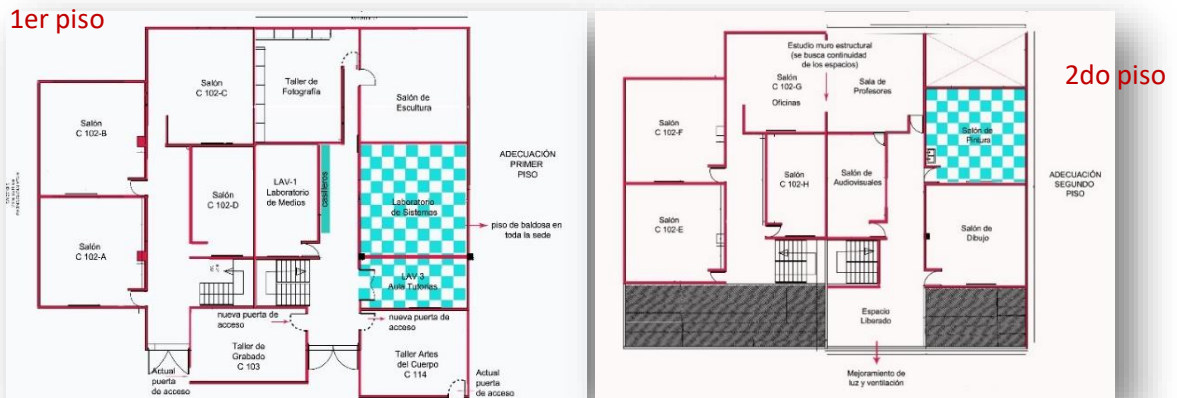 1er piso
Salón
C 102-C
Taller de
Fotografía
Salón de
Escultura
Salón
C 102-B
Salón
C 102-D
LAV-1
Laboratorio
de Medios
casilleros
Laboratorio
de Sistemas
ADECUACIÓN
PRIMER
PISO
piso de baldosa en
toda la sede
Salón
C 102-A
LAV-3
Aula Tutorias
nueva puerta de
acceso
nueva puerta de
acceso
Taller de
Grabado
C 103
Taller Artes
del Cuerpo
C 114
Actual
puerta
de acceso
Actual
puerta
de acceso
2do piso
Estudio muro estructural
(se busca continuidad
de los espacios)
Salón
C 102-G
Oficinas
Sala de
Profesores
Salón
C 102-F
Salón de
Pintura
Salón
C 102-H
Salón de
Audiovisuales
ADECUACIÓN
SEGUNDO
PISO
Salón
C 102-E
Salón de
Dibujo
Espacio
Liberado
Mejoramiento de
luz y ventilación